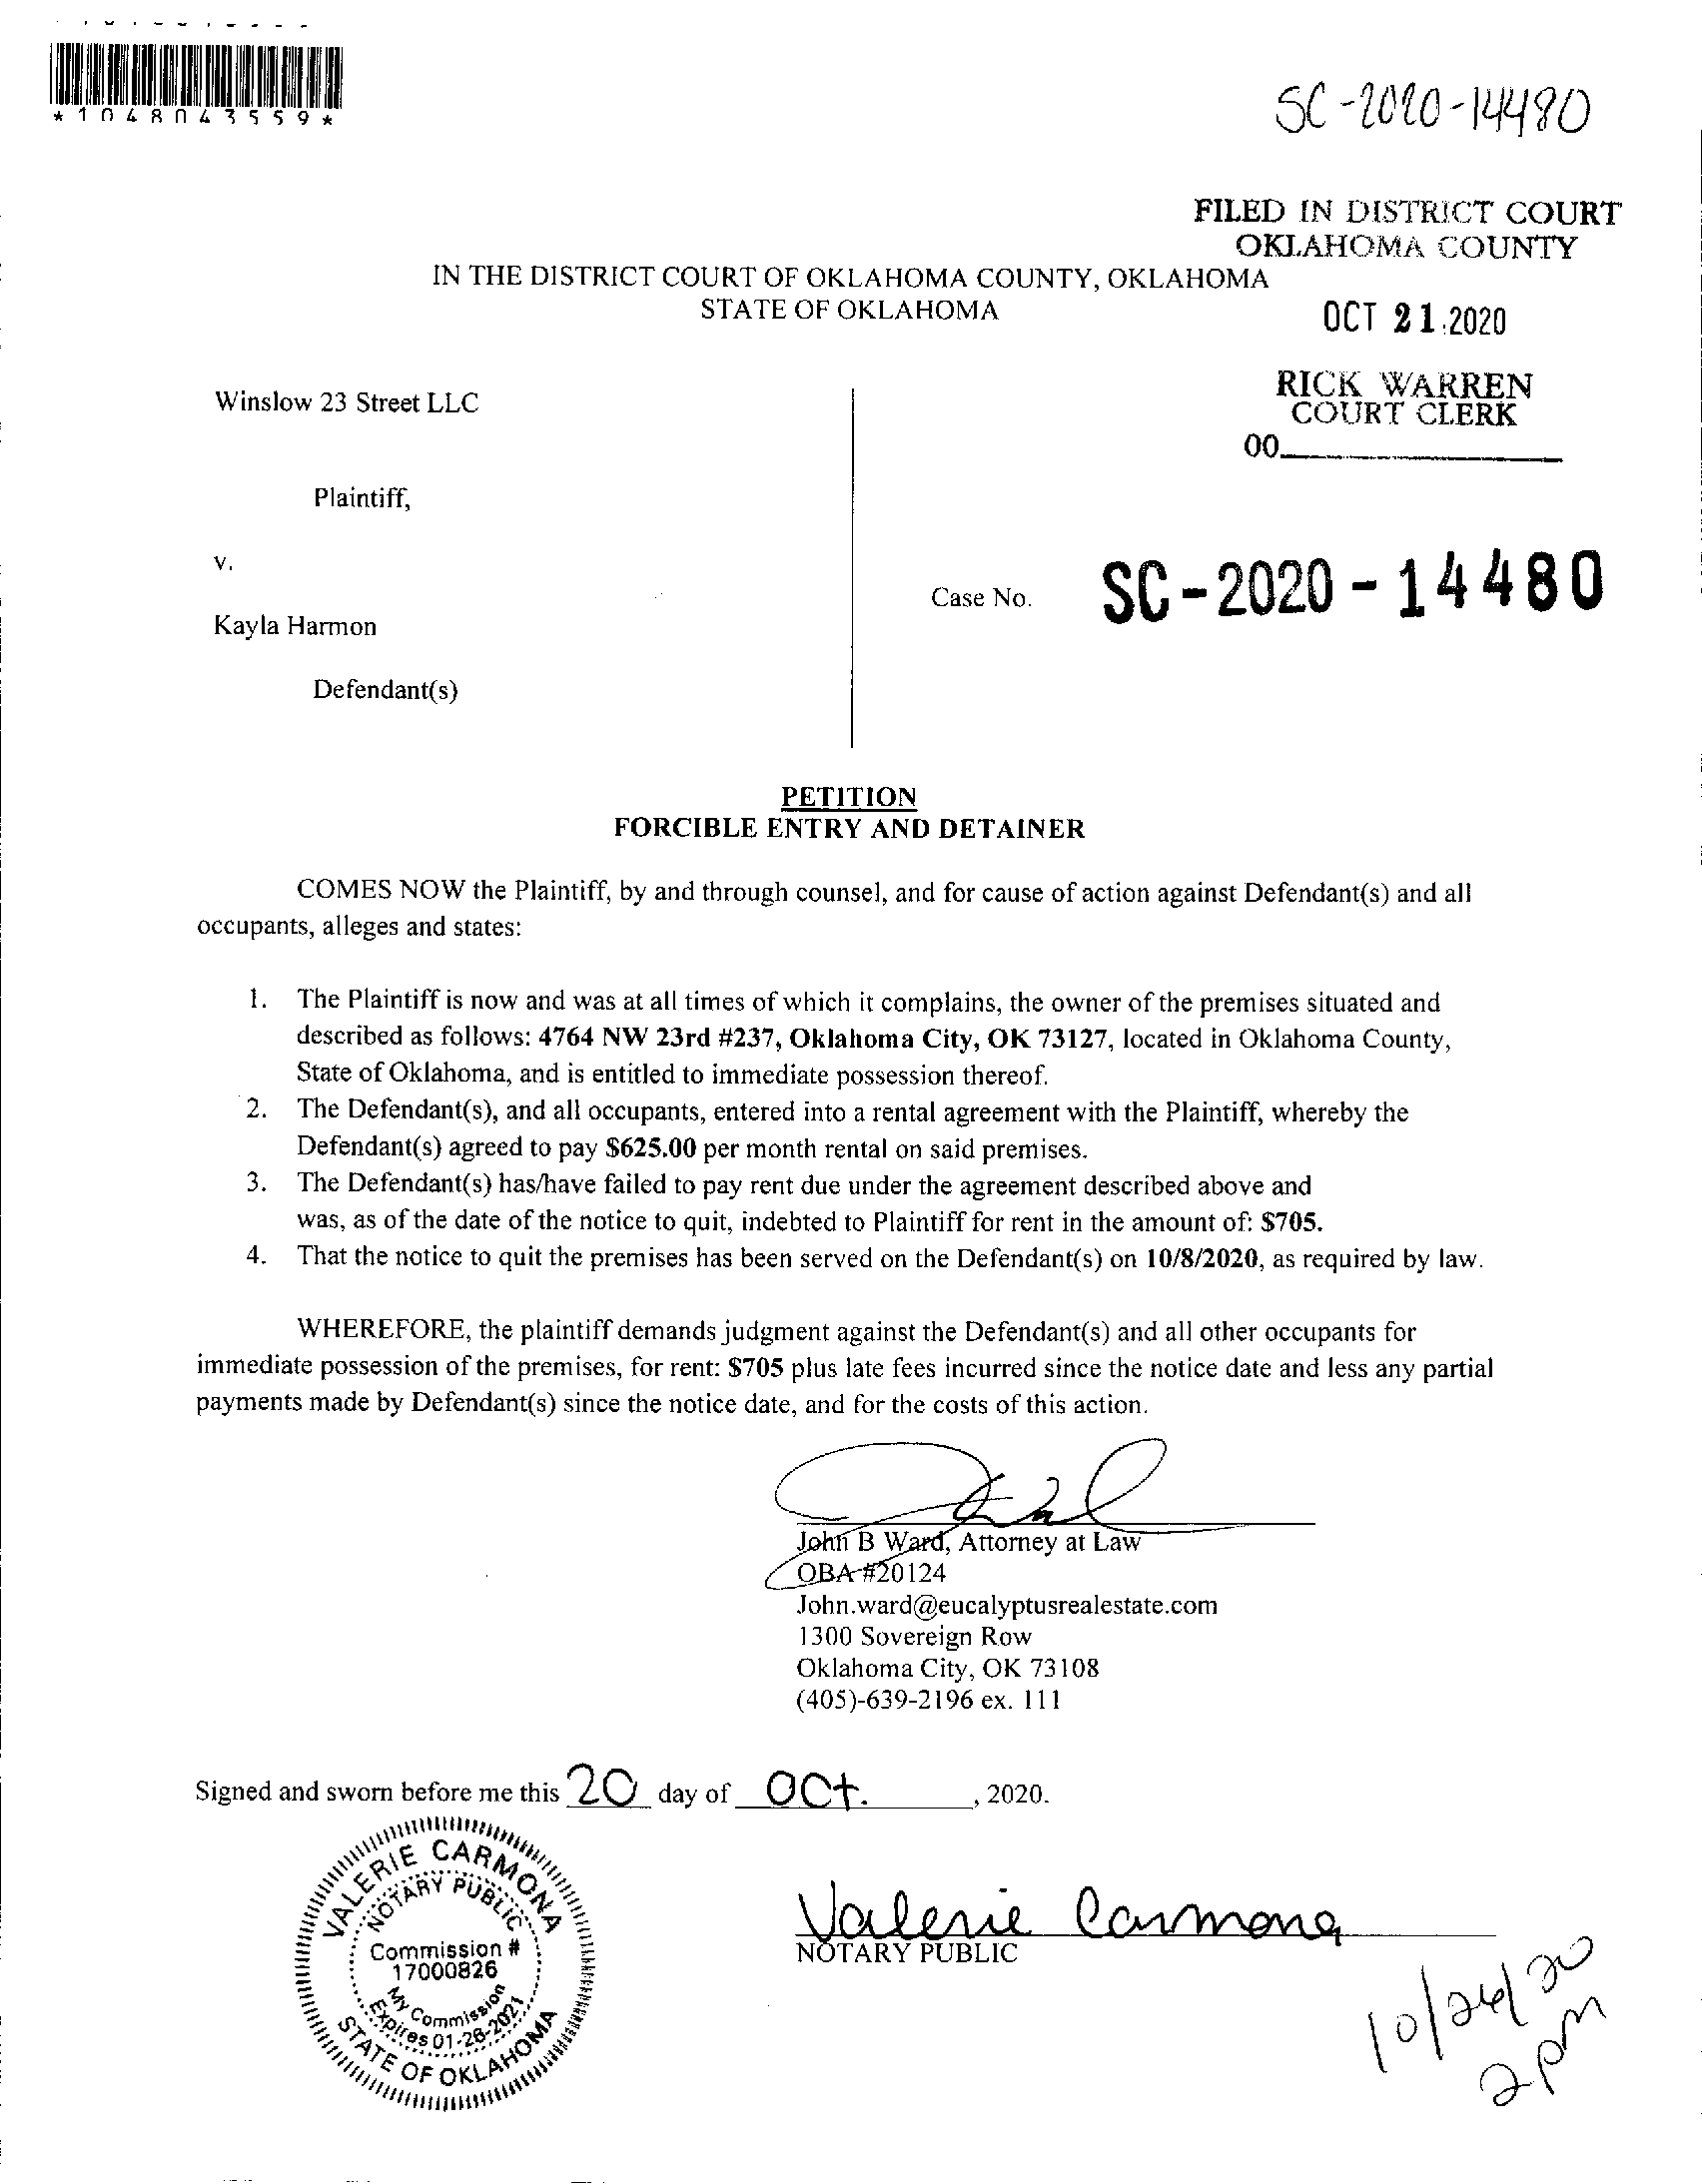 *1048043559*
SC-2020-14480
FILED IN DISTRICT COURT
OKLAHOMA COUNTY
IN THE DISTRICT COURT OF OKLAHOMA COUNTY, OKLAHOMA
STATE OF OKLAHOMA
OCT 21 2020
RICK WARREN
COURT CLERK
00
Winslow 23 Street LLC
Plaintiff,
v.
Case No.
SC-2020-14480
Kayla Harmon
Defendant(s)
PETITION
FORCIBLE ENTRY AND DETAINER
COMES NOW the Plaintiff, by and through counsel, and for cause of action against Defendant(s) and all
occupants, alleges and states:
1. The Plaintiff is now and was at all times of which it complains, the owner of the premises situated and
described as follows: 4764 NW 23rd #237, Oklahoma City, OK 73127, located in Oklahoma County,
State of Oklahoma, and is entitled to immediate possession thereof.
2. The Defendant(s), and all occupants, entered into a rental agreement with the Plaintiff, whereby the
Defendant(s) agreed to pay $625.00 per month rental on said premises.
3. The Defendant(s) has/have failed to pay rent due under the agreement described above and
was, as of the date of the notice to quit, indebted to Plaintiff for rent in the amount of: $705.
4. That the notice to quit the premises has been served on the Defendant(s) on 10/8/2020, as required by law.
WHEREFORE, the plaintiff demands judgment against the Defendant(s) and all other occupants for
immediate possession of the premises, for rent: $705 plus late fees incurred since the notice date and less any partial
payments made by Defendant(s) since the notice date, and for the costs of this action.
John B Ward, Attorney at Law
OBA #20124
John.ward@eucalyptusrealestate.com
1300 Sovereign Row
Oklahoma City, OK 73108
(405)-639-2196 ex. 111
Signed and sworn before me this 20 day of Oct. , 2020.
VALERIE CARMONA
NOTARY PUBLIC
Commission #
17000826
My Commission
Expires 01-26-2021
STATE OF OKLAHOMA
Valerie Carmona
NOTARY PUBLIC
2pm